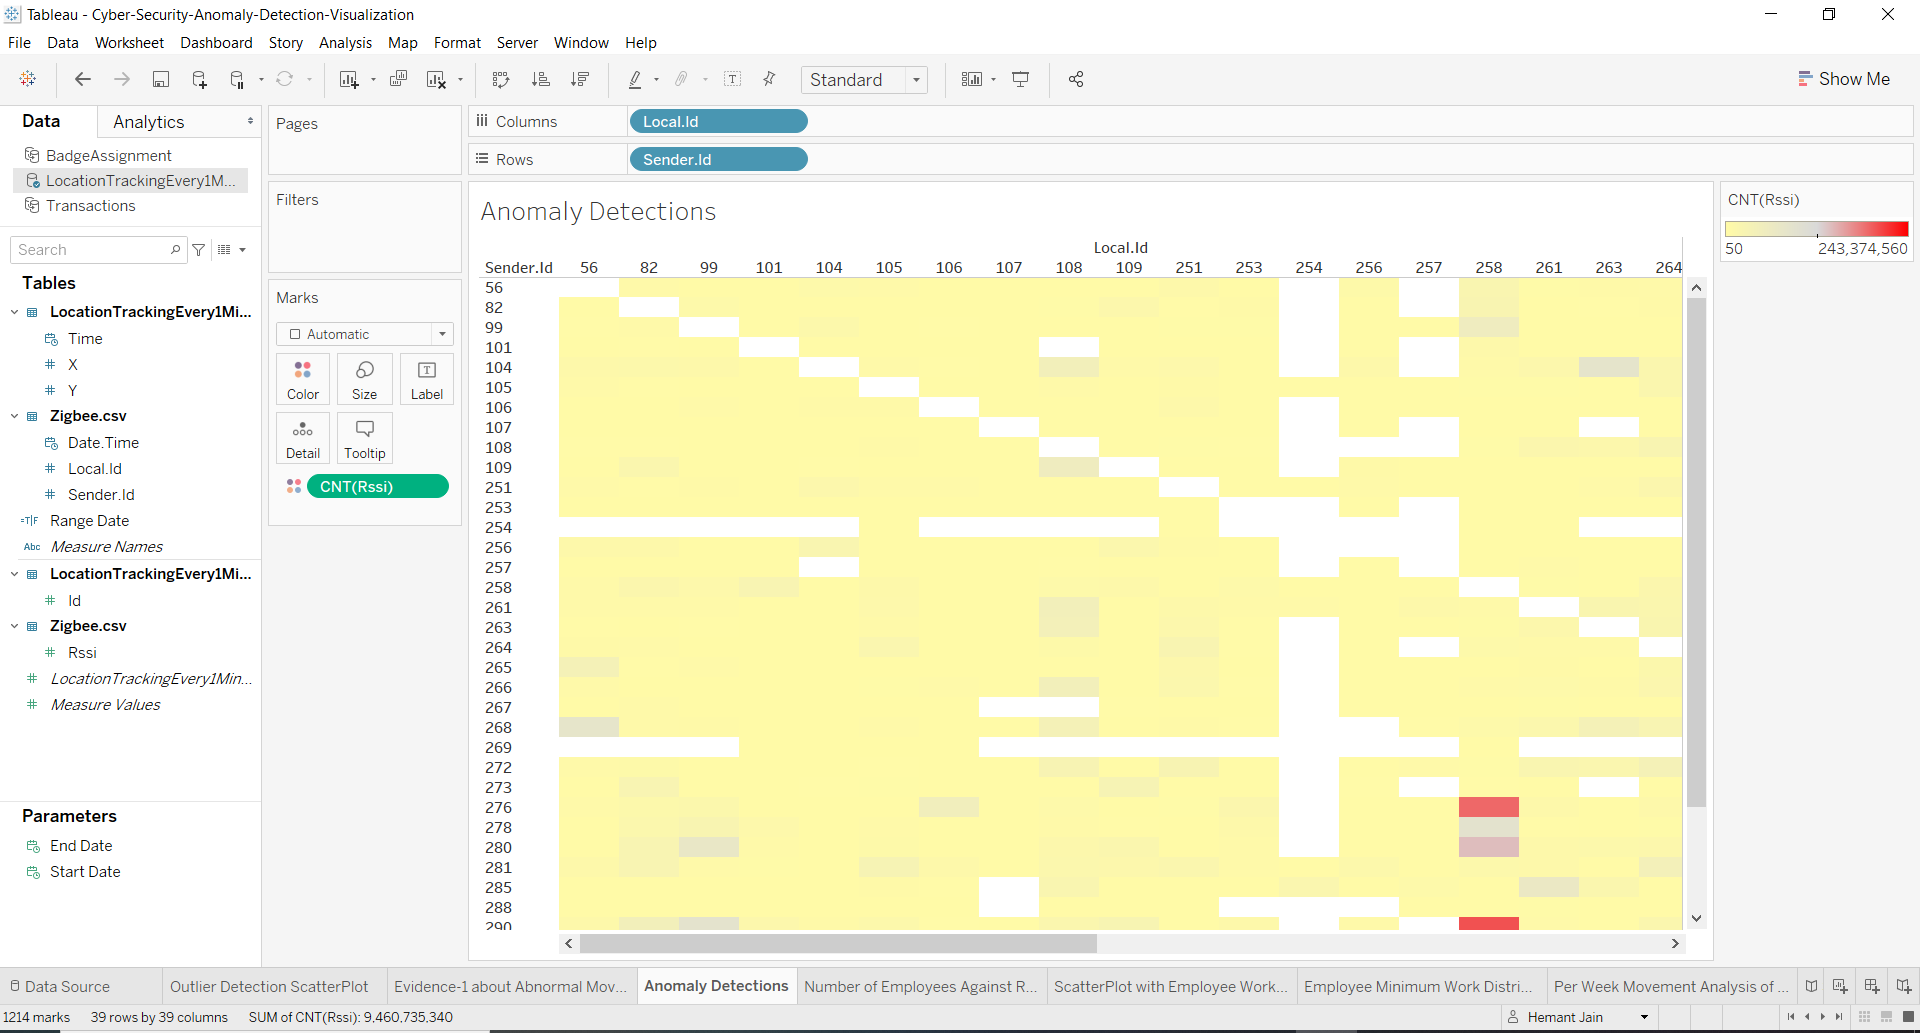 Tableau - Cyber-Security-Anomaly-Detection-Visualization
File Data Worksheet Dashboard Story Analysis Map Format Server Window Help
Standard
Show Me
Data
Analytics
BadgeAssignment
LocationTrackingEvery1M...
Transactions
Search
Tables
LocationTrackingEvery1Mi...
Time
X
Y
Zigbee.csv
Date.Time
Local.Id
Sender.Id
=T|F Range Date
Abc Measure Names
LocationTrackingEvery1Mi...
Id
Zigbee.csv
Rssi
LocationTrackingEvery1Min...
Measure Values
Parameters
End Date
Start Date
Pages
Filters
Marks
Automatic
Color Size Label
Detail Tooltip
CNT(Rssi)
Columns Local.Id
Rows Sender.Id
Anomaly Detections
Local.Id
Sender.Id 56 82 99 101 104 105 106 107 108 109 251 253 254 256 257 258 261 263 264
56
82
99
101
104
105
106
107
108
109
251
253
254
256
257
258
261
263
264
265
266
267
268
269
272
273
276
278
280
281
285
288
290
CNT(Rssi)
50 243,374,560
Data Source Outlier Detection ScatterPlot Evidence-1 about Abnormal Mov... Anomaly Detections Number of Employees Against R... ScatterPlot with Employee Work... Employee Minimum Work Distri... Per Week Movement Analysis of ...
1214 marks 39 rows by 39 columns SUM of CNT(Rssi): 9,460,735,340 Hemant Jain